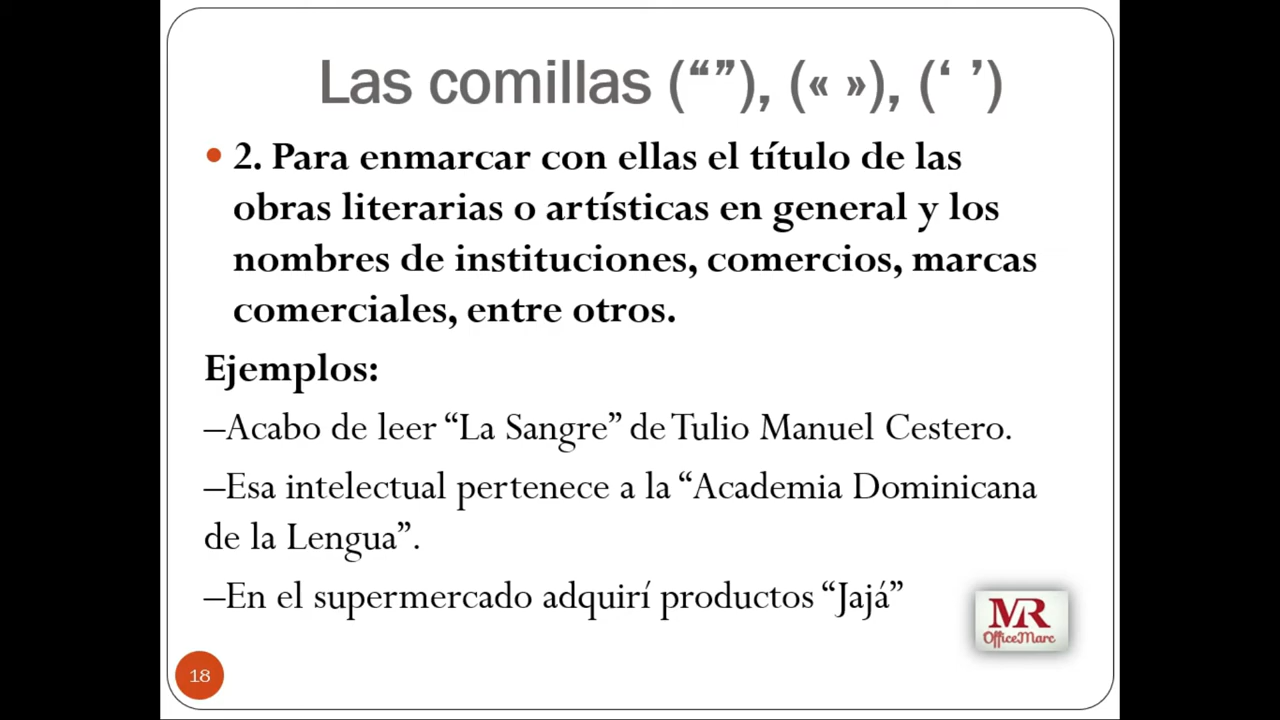 Las comillas (“”), (« »), (‘ ’)
• 2. Para enmarcar con ellas el título de las
obras literarias o artísticas en general y los
nombres de instituciones, comercios, marcas
comerciales, entre otros.
Ejemplos:
–Acabo de leer “La Sangre” de Tulio Manuel Cestero.
–Esa intelectual pertenece a la “Academia Dominicana
de la Lengua”.
–En el supermercado adquirí productos “Jajá”
MR
OfficeMarc
18